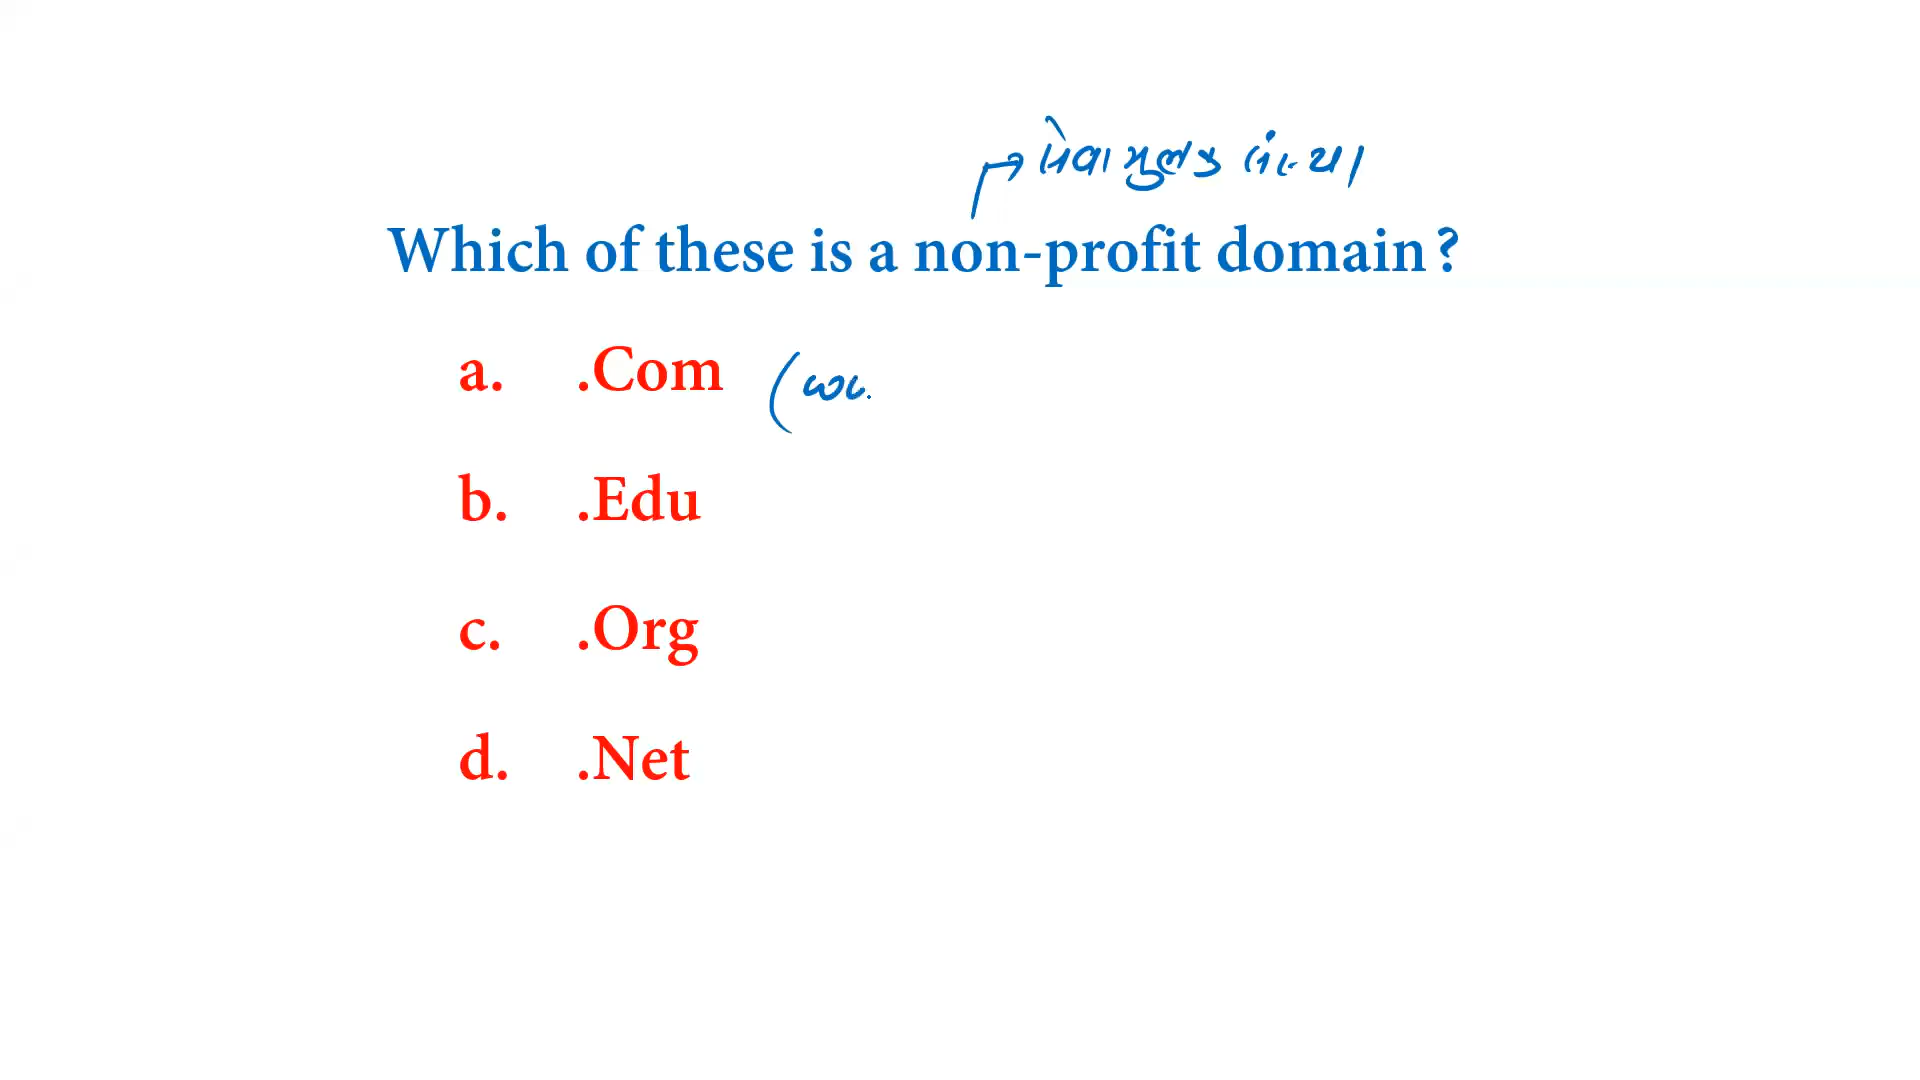 સેવા મુલક સંસ્થા
Which of these is a non-profit domain?
a. .Com (
b. .Edu
c. .Org
d. .Net